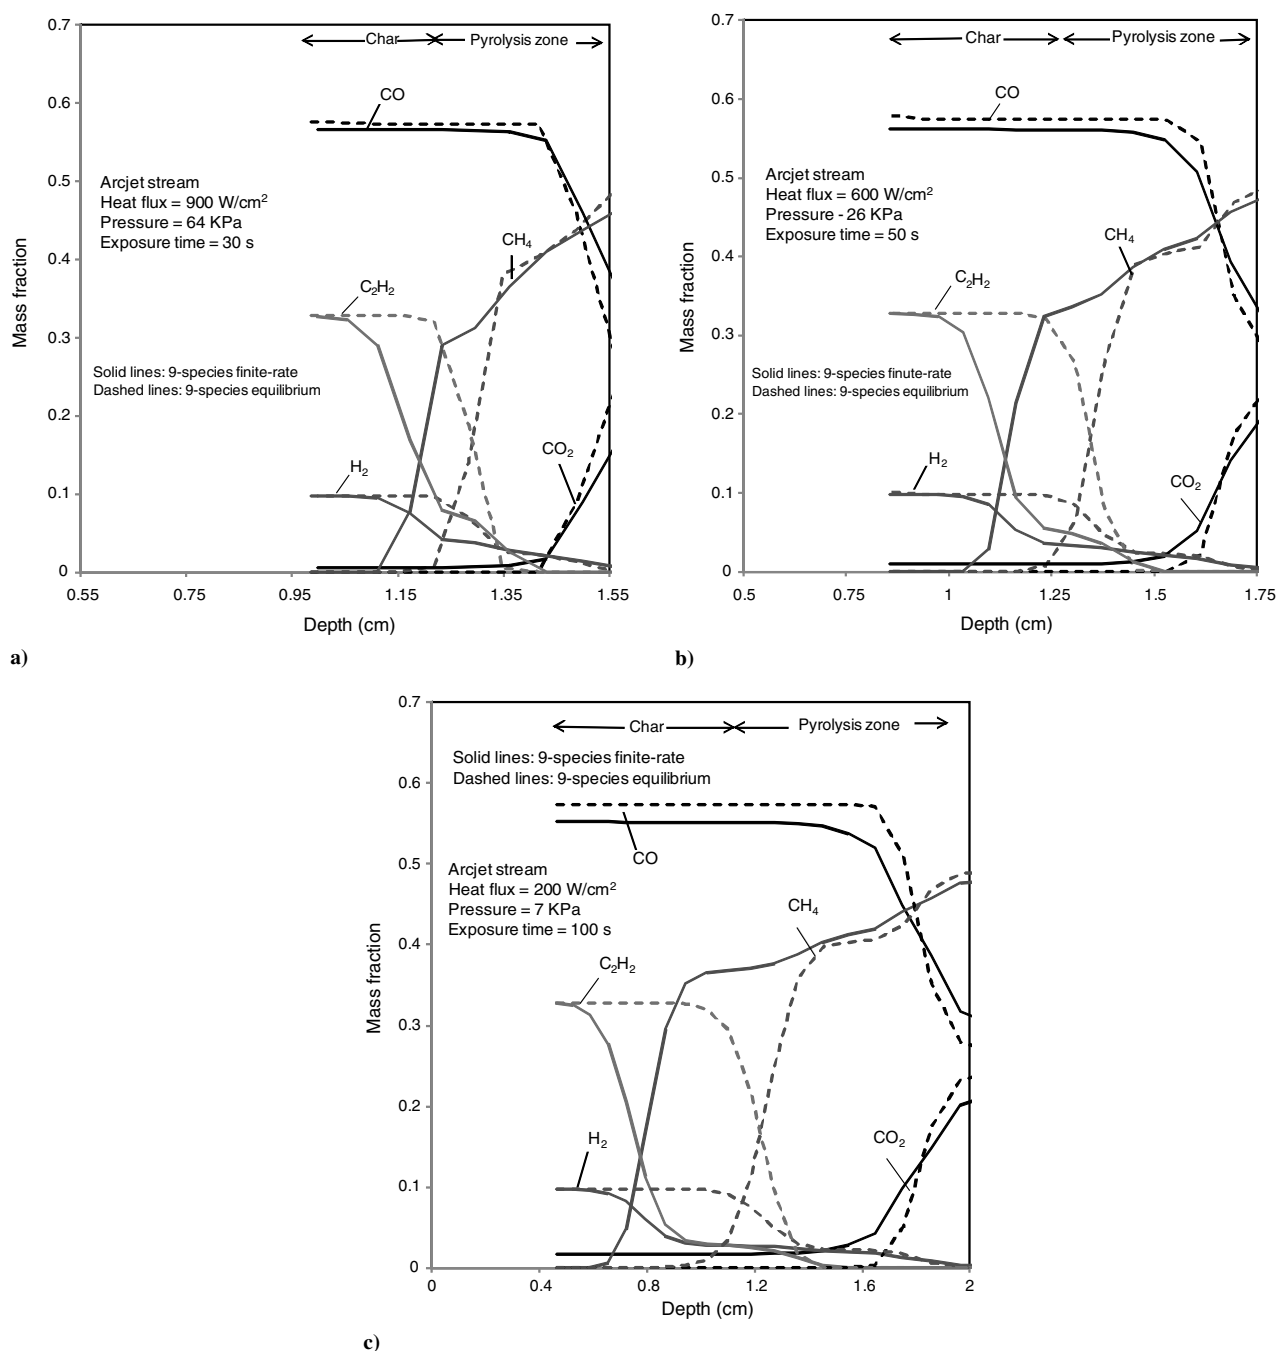 0.7
0.6
0.5
0.4
0.3
0.2
0.1
0
Mass fraction
Char
Pyrolysis zone
CO
Arcjet stream
Heat flux = 900 W/cm2
Pressure = 64 KPa
Exposure time = 30 s
CH4
C2H2
Solid lines: 9-species finite-rate
Dashed lines: 9-species equilibrium
H2
CO2
0.55 0.75 0.95 1.15 1.35 1.55
Depth (cm)
a)
0.7
0.6
0.5
0.4
0.3
0.2
0.1
0
Mass fraction
Char
Pyrolysis zone
CO
Arcjet stream
Heat flux = 600 W/cm2
Pressure - 26 KPa
Exposure time = 50 s
CH4
C2H2
Solid lines: 9-species finute-rate
Dashed lines: 9-species equilibrium
H2
CO2
0.5 0.75 1 1.25 1.5 1.75
Depth (cm)
b)
0.7
0.6
0.5
0.4
0.3
0.2
0.1
0
Mass fraction
Char
Pyrolysis zone
Solid lines: 9-species finite-rate
Dashed lines: 9-species equilibrium
CO
Arcjet stream
Heat flux = 200 W/cm2
Pressure = 7 KPa
Exposure time = 100 s
CH4
C2H2
H2
CO2
0 0.4 0.8 1.2 1.6 2
Depth (cm)
c)